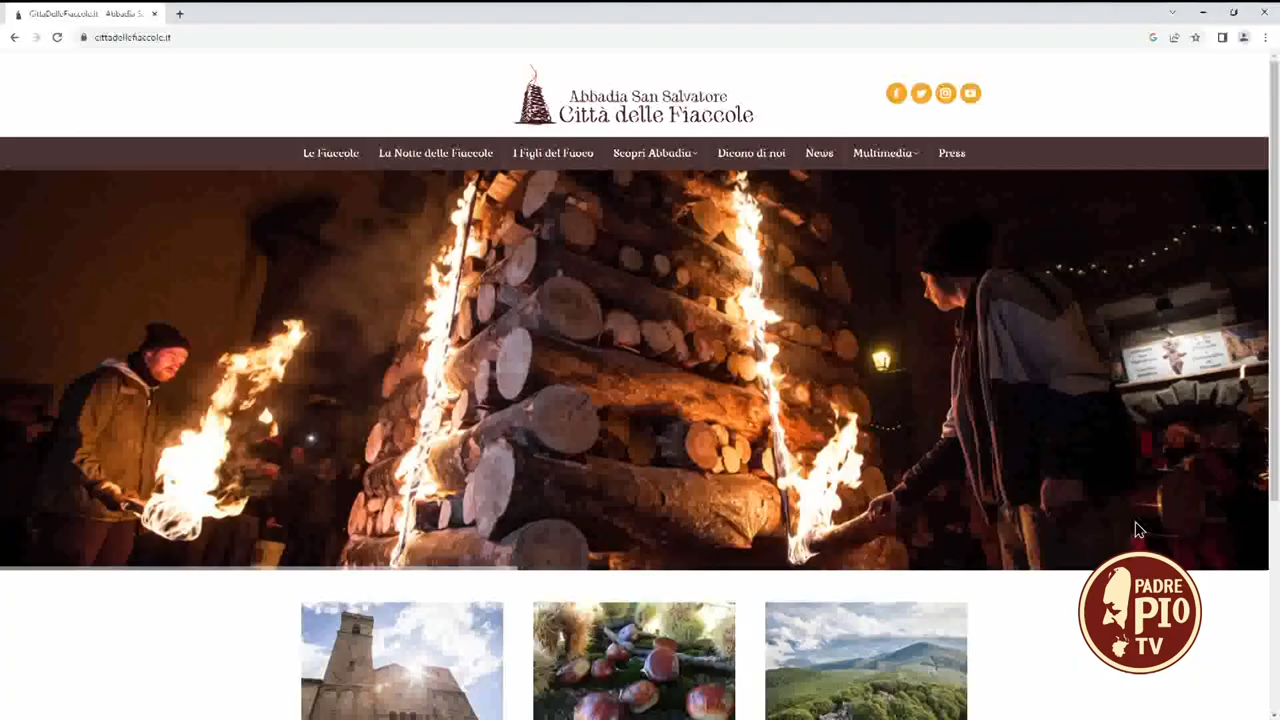 CittaDelleFiaccole.it Abbadia S.
cittadellefiaccole.it
Abbadia San Salvatore
Città delle Fiaccole
Le Fiaccole La Notte delle Fiaccole I Figli del Fuoco Scopri Abbadia Dicono di noi News Multimedia Press
PADRE
PIO
TV